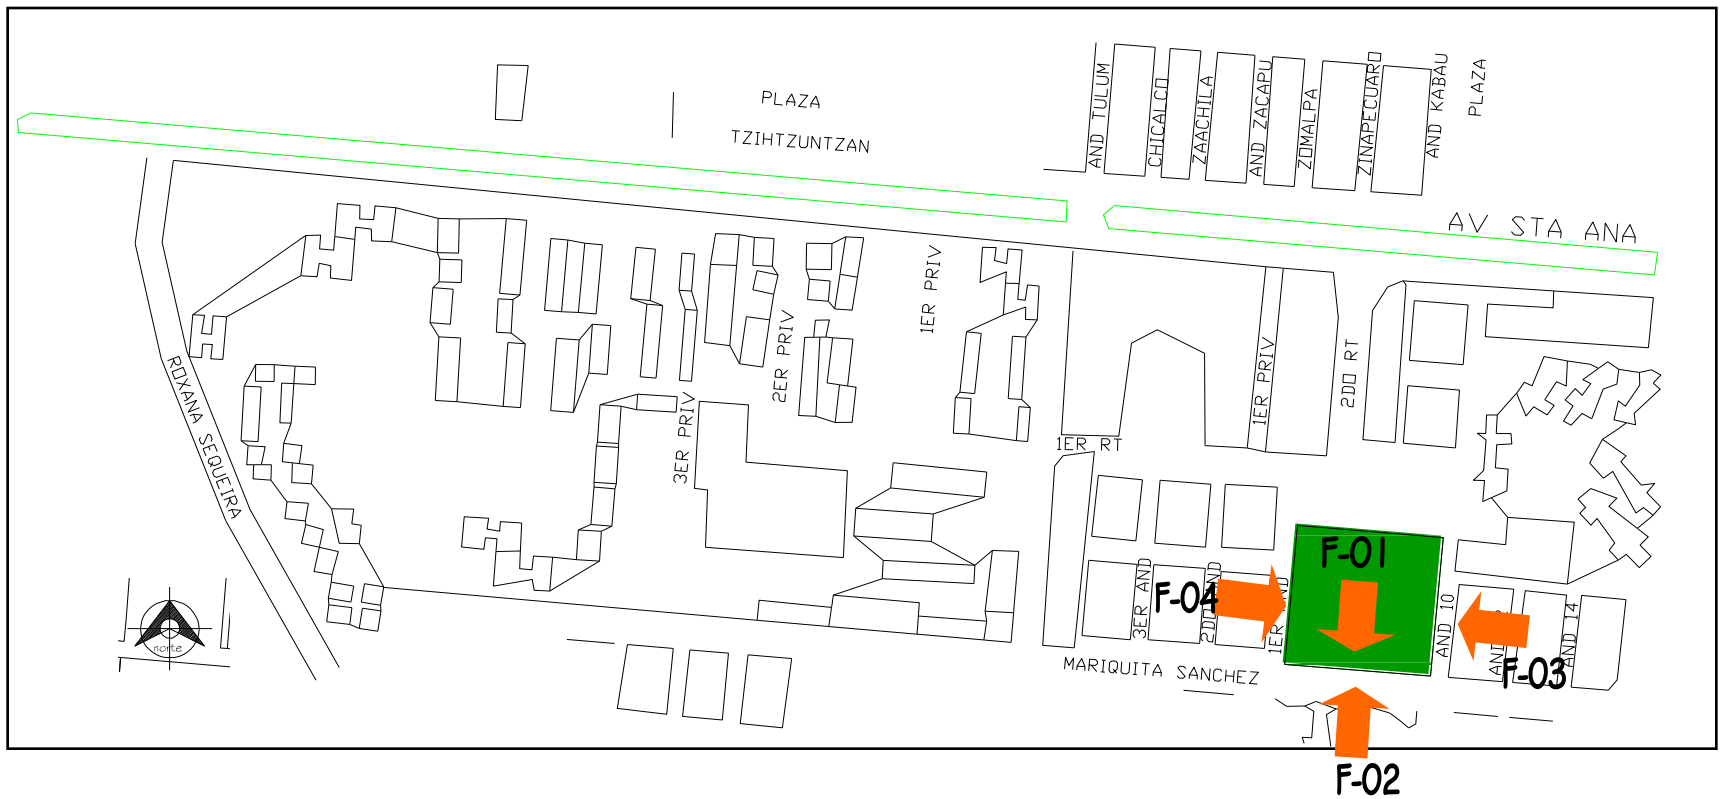 PLAZA
TZIHTZUNTZAN
AND TULUM
CHICALCO
ZAACHILA
AND ZACAPU
ZOMALPA
ZINAPECUARO
AND KABAU
PLAZA
AV STA ANA
1ER PRIV
2ER PRIV
3ER PRIV
1ER PRIV
2DO RT
1ER RT
ROXANA SEQUEIRA
F-01
F-04
3ER AND
2DO AND
1ER AND
AND 10
AND 14
F-03
MARIQUITA SANCHEZ
norte
F-02